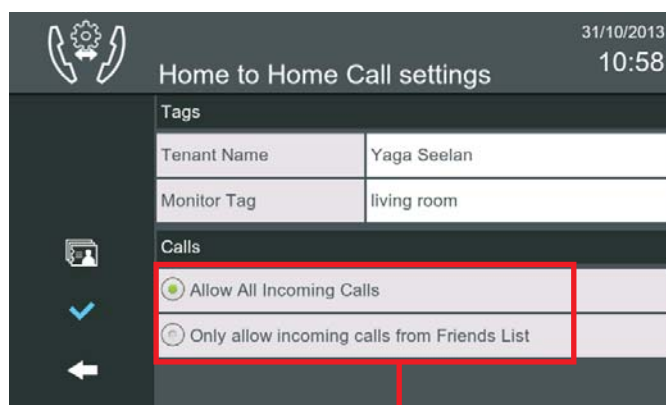 31/10/2013
Home to Home Call settings
10:58
Tags
Tenant Name
Yaga Seelan
Monitor Tag
living room
Calls
Allow All Incoming Calls
Only allow incoming calls from Friends List